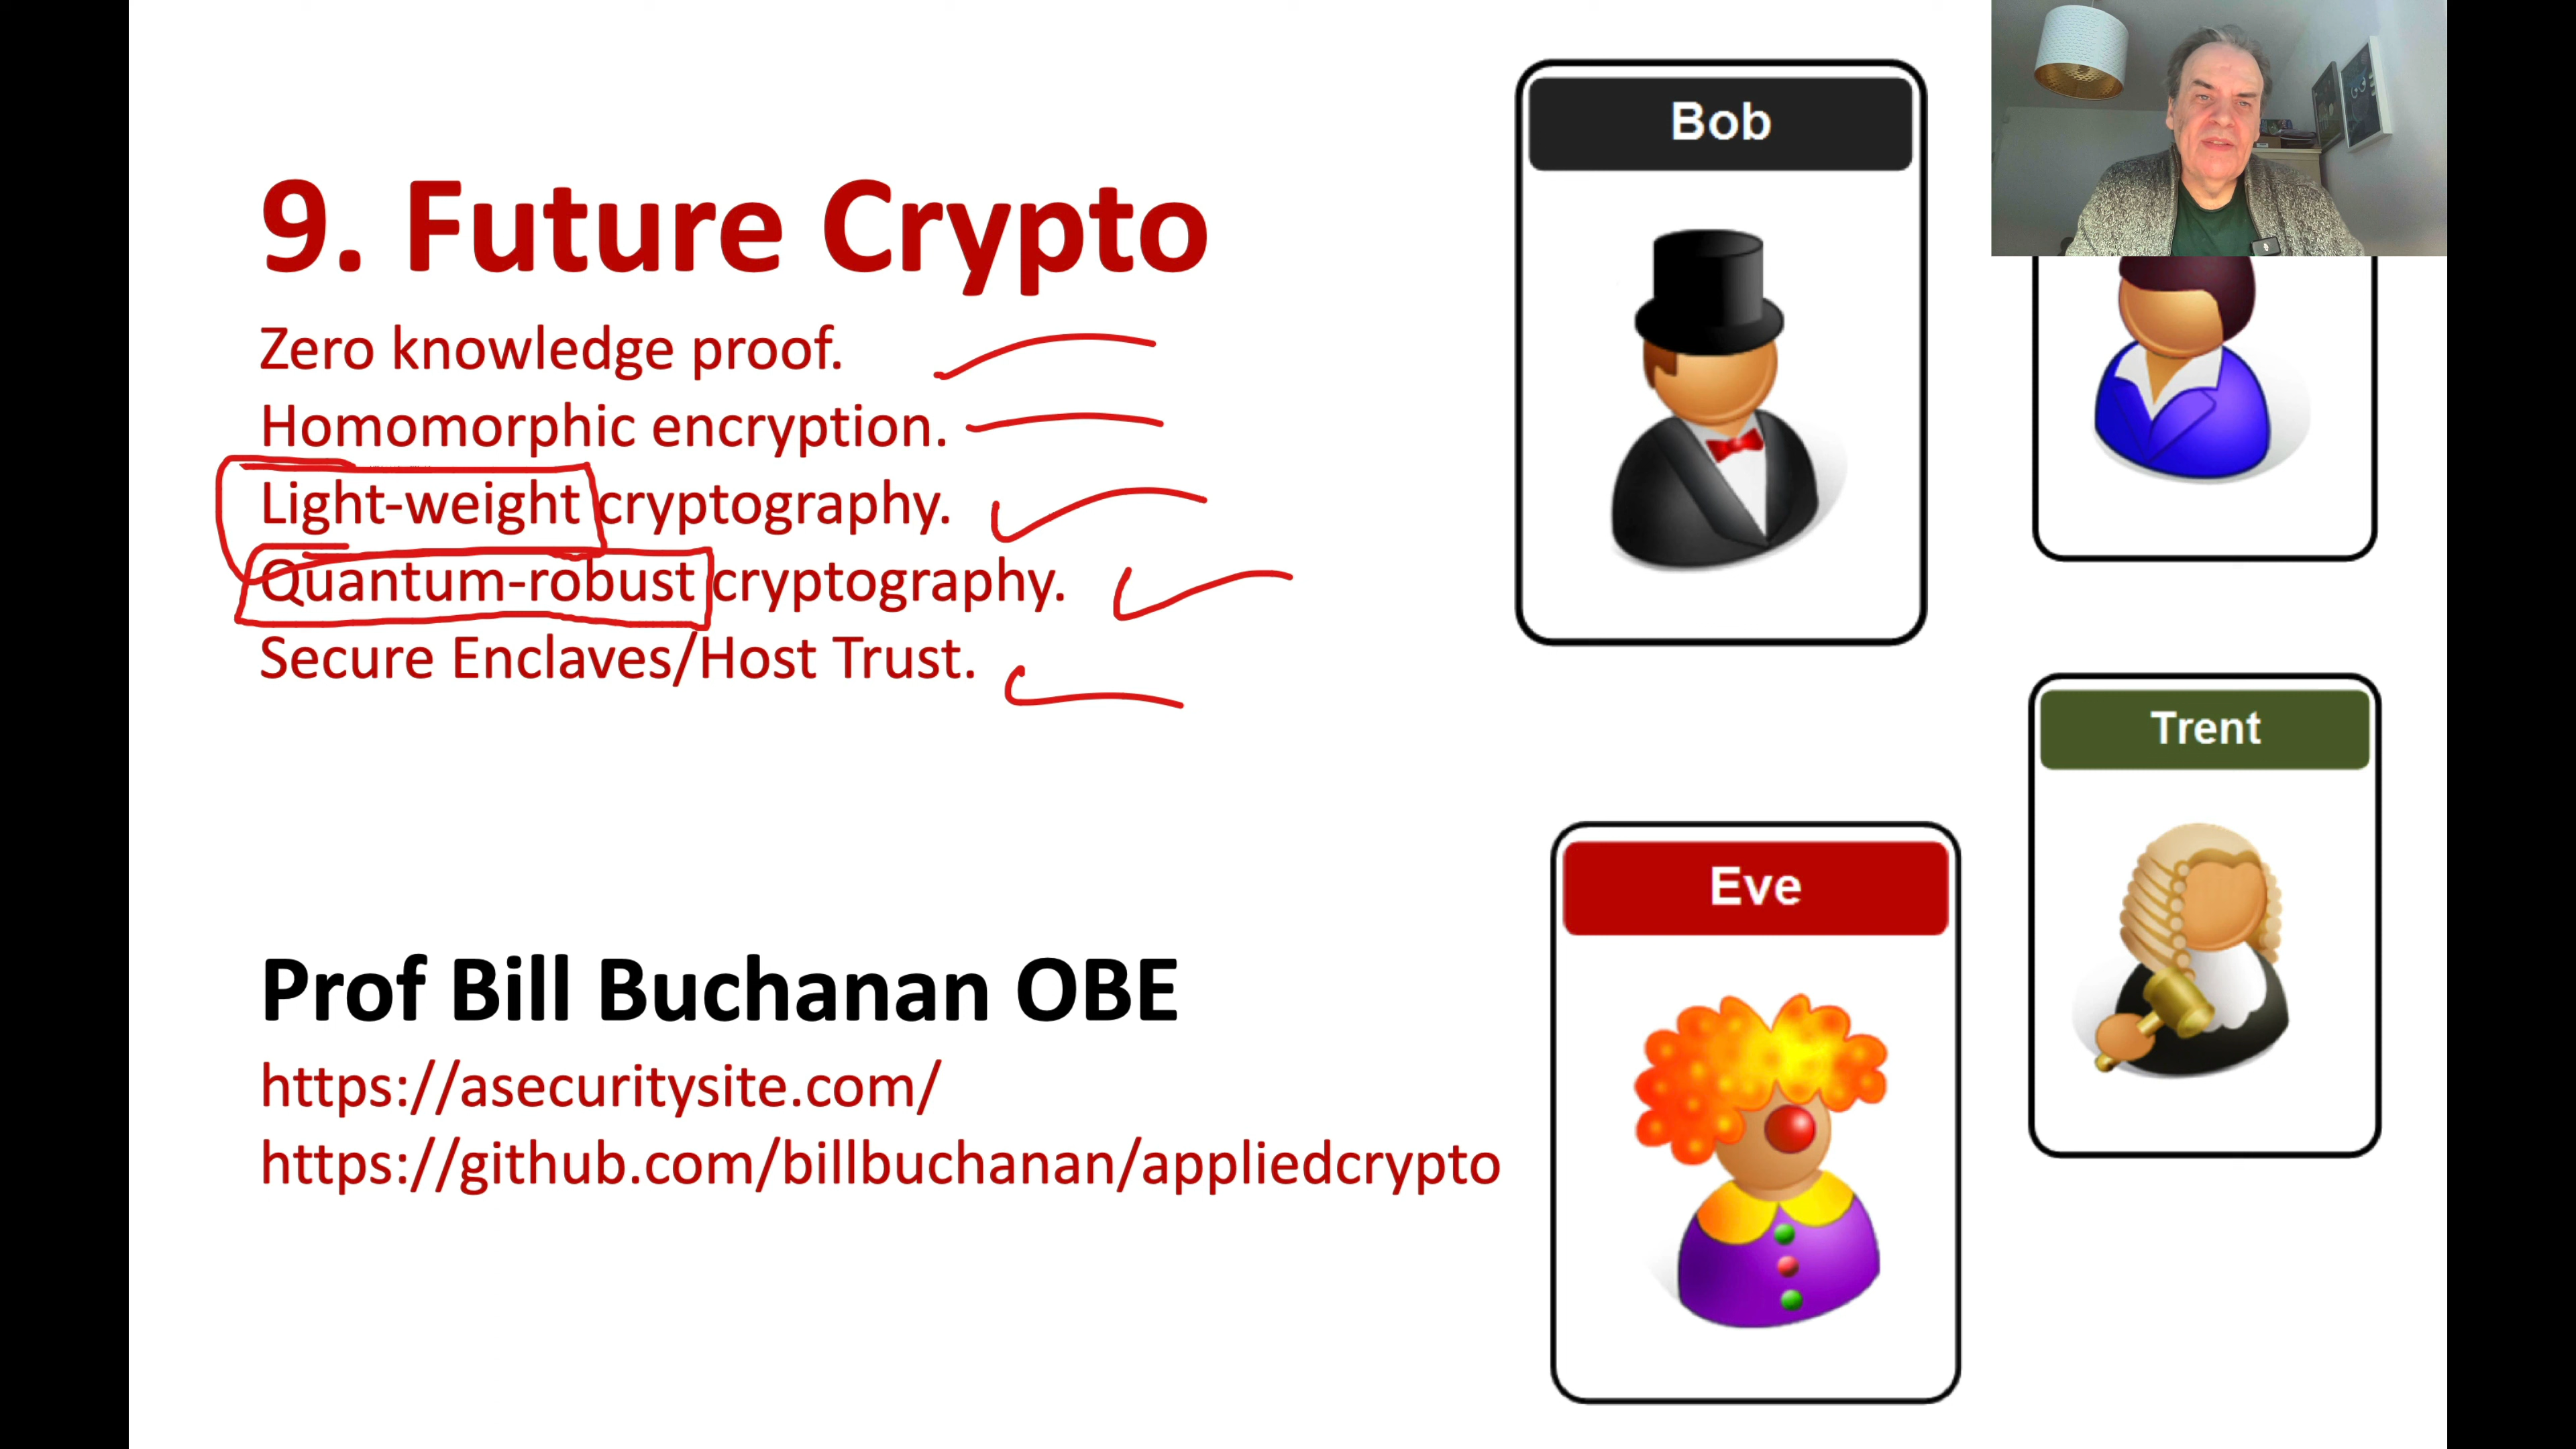 9. Future Crypto
Zero knowledge proof.
Homomorphic encryption.
Light-weight cryptography.
Quantum-robust cryptography.
Secure Enclaves/Host Trust.
Prof Bill Buchanan OBE
https://asecuritysite.com/
https://github.com/billbuchanan/appliedcrypto
Bob
Trent
Eve